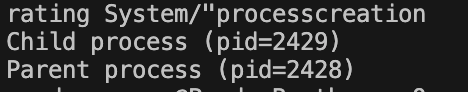 rating System/"processcreation
Child process (pid=2429)
Parent process (pid=2428)